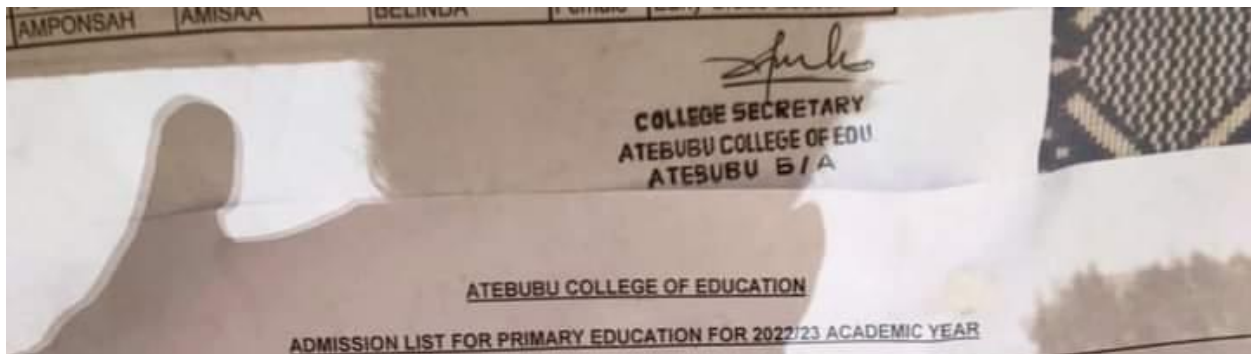 AMPONSAH AMISAA BELINDA Female
COLLEGE SECRETARY
ATEBUBU COLLEGE OF EDU
ATEBUBU B/A
ATEBUBU COLLEGE OF EDUCATION
ADMISSION LIST FOR PRIMARY EDUCATION FOR 2022/23 ACADEMIC YEAR